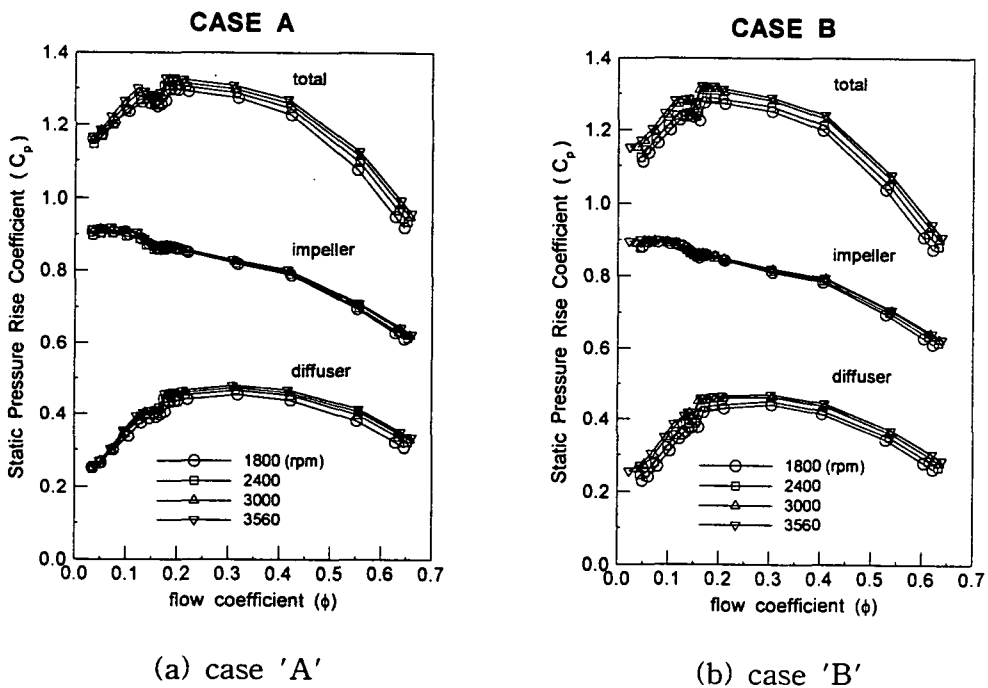 CASE A
Static Pressure Rise Coefficient ( Cₚ )
1.4
1.2
1.0
0.8
0.6
0.4
0.2
0.0
total
impeller
diffuser
1800 (rpm)
2400
3000
3560
0.0 0.1 0.2 0.3 0.4 0.5 0.6 0.7
flow coefficient (ϕ)
(a) case 'A'
CASE B
Static Pressure Rise Coefficient ( Cₚ )
1.4
1.2
1.0
0.8
0.6
0.4
0.2
0.0
total
impeller
diffuser
1800 (rpm)
2400
3000
3560
0.0 0.1 0.2 0.3 0.4 0.5 0.6 0.7
flow coefficient (ϕ)
(b) case 'B'